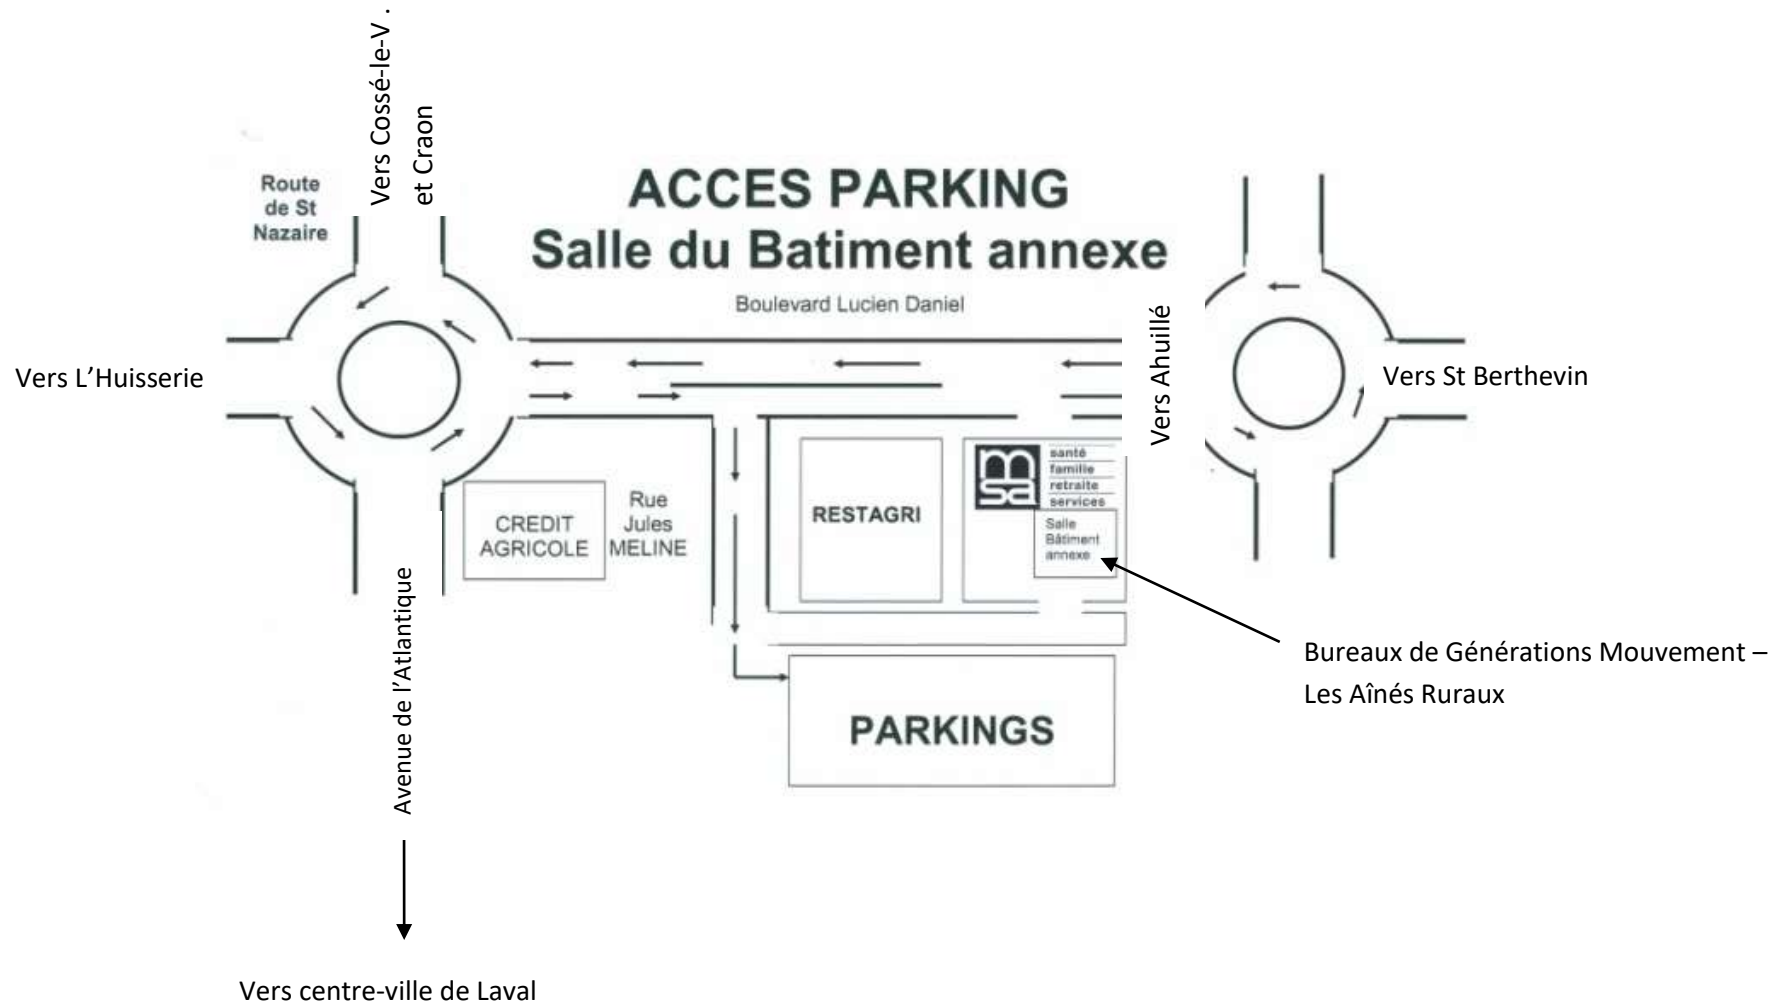 Vers Cossé-le-V .
et Craon
Route
de St
Nazaire
ACCES PARKING
Salle du Batiment annexe
Boulevard Lucien Daniel
Vers L’Huisserie
Vers Ahuillé
Vers St Berthevin
CREDIT
AGRICOLE
Rue
Jules
MELINE
RESTAGRI
msa
santé
famille
retraite
services
Salle
Bâtiment
annexe
Avenue de l’Atlantique
Bureaux de Générations Mouvement –
Les Aînés Ruraux
PARKINGS
Vers centre-ville de Laval